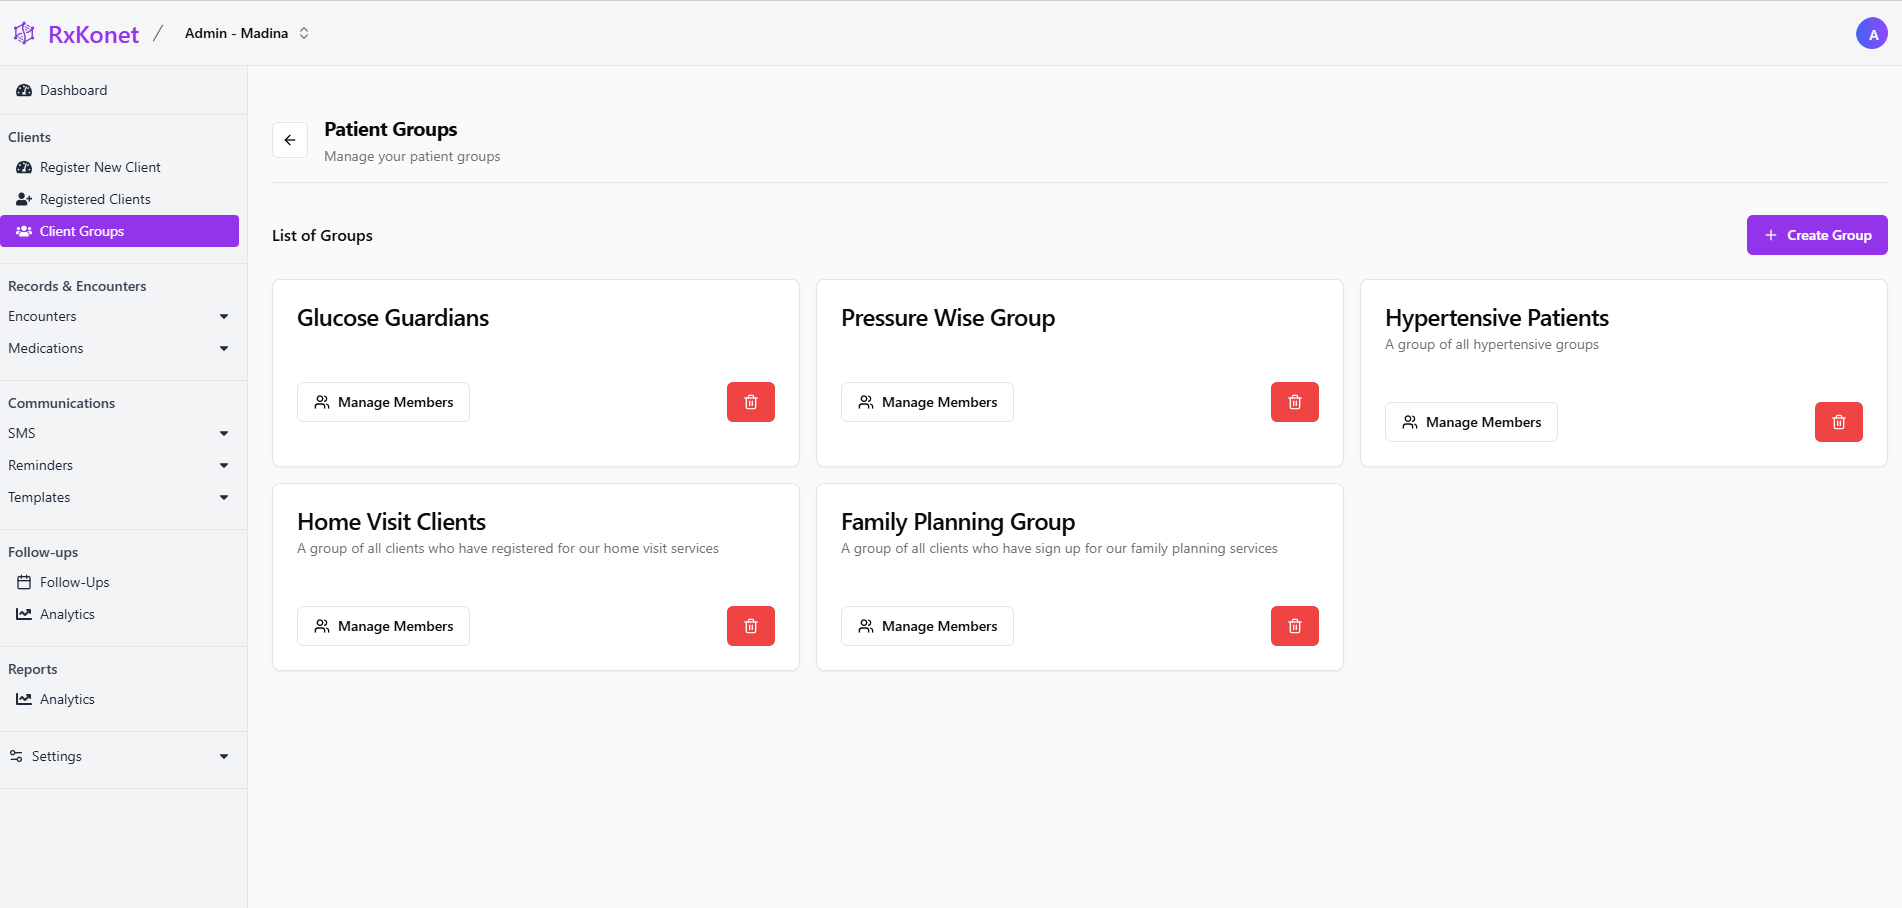 RxKonet / Admin - Madina
A
Dashboard
Clients
Register New Client
Registered Clients
Client Groups
Records & Encounters
Encounters
Medications
Communications
SMS
Reminders
Templates
Follow-ups
Follow-Ups
Analytics
Reports
Analytics
Settings
Patient Groups
Manage your patient groups
List of Groups
Create Group
Glucose Guardians
Manage Members
Pressure Wise Group
Manage Members
Hypertensive Patients
A group of all hypertensive groups
Manage Members
Home Visit Clients
A group of all clients who have registered for our home visit services
Manage Members
Family Planning Group
A group of all clients who have sign up for our family planning services
Manage Members